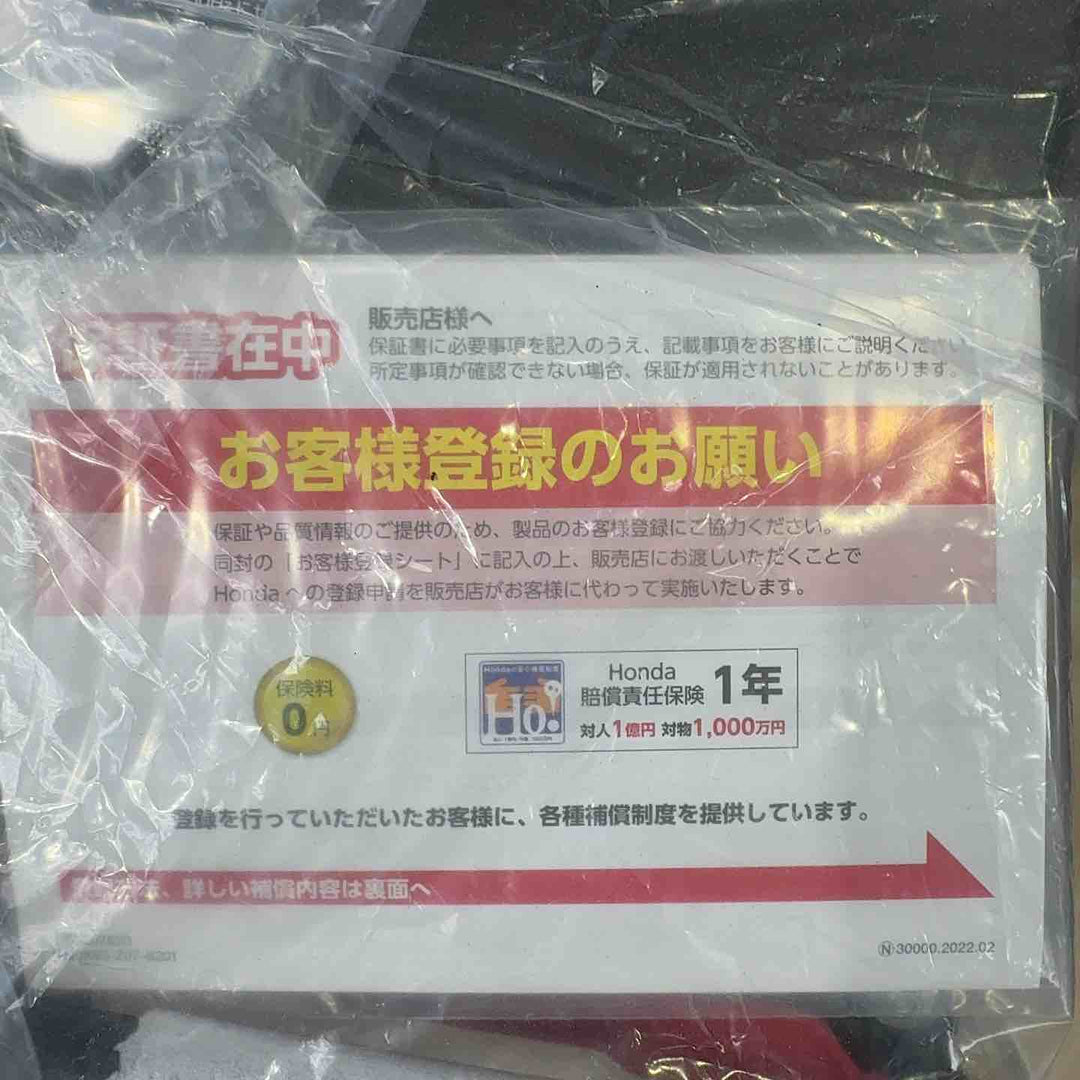 証書在中
販売店様へ
保証書に必要事項を記入のうえ、記載事項をお客様にご説明ください
所定事項が確認できない場合、保証が適用されないことがあります。
お客様登録のお願い
保証や品質情報のご提供のため、製品のお客様登録にご協力ください。
同封の「お客様登録シート」に記入の上、販売店にお渡しいただくことで
Hondaへの登録申請を販売店がお客様に代わって実施いたします。
保険料
0円
Ho.
Honda
賠償責任保険 1年
対人1億円 対物1,000万円
登録を行っていただいたお客様に、各種補償制度を提供しています。
詳しい補償内容は裏面へ
Ⓝ30000.2022.02